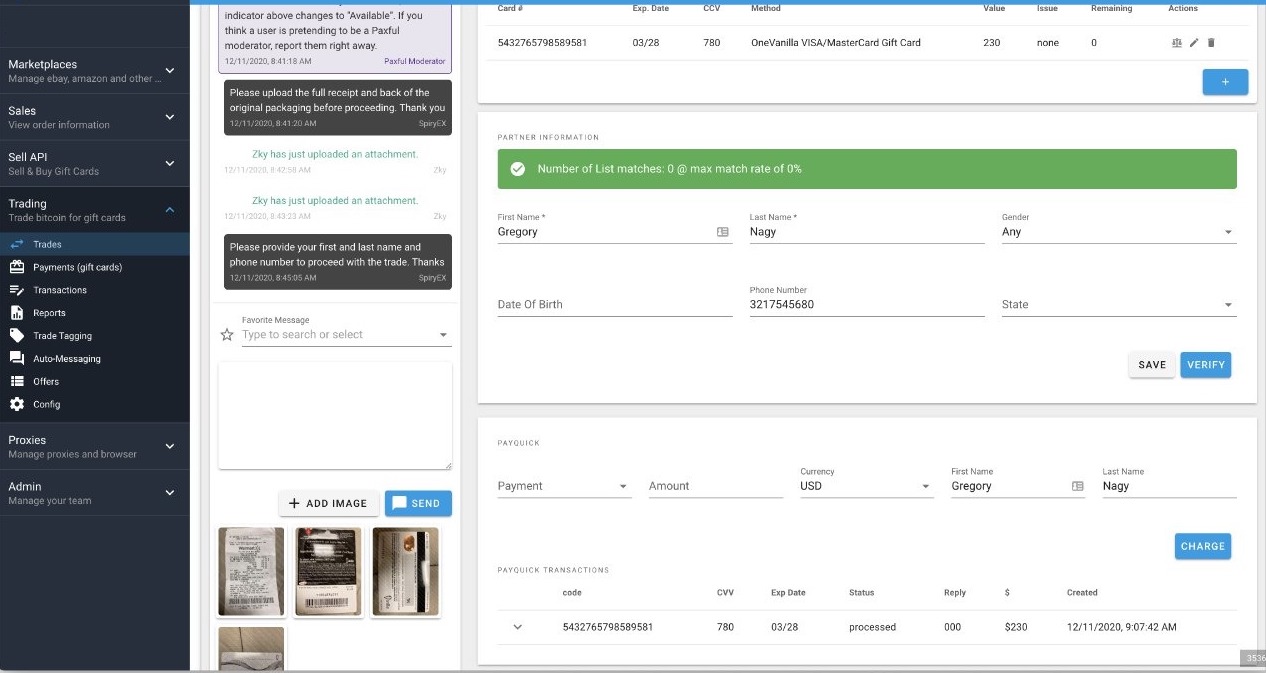 Marketplaces
Manage ebay, amazon and other ...
Sales
View order information
Sell API
Sell & Buy Gift Cards
Trading
Trade bitcoin for gift cards
Trades
Payments (gift cards)
Transactions
Reports
Trade Tagging
Auto-Messaging
Offers
Config
Proxies
Manage proxies and browser
Admin
Manage your team
indicator above changes to "Available". If you
think a user is pretending to be a Paxful
moderator, report them right away.
12/11/2020, 8:41:18 AM Paxful Moderator
Please upload the full receipt and back of the
original packaging before proceeding. Thank you
12/11/2020, 8:41:20 AM SpiryEX
Zky has just uploaded an attachment.
12/11/2020, 8:42:58 AM Zky
Zky has just uploaded an attachment.
12/11/2020, 8:43:23 AM Zky
Please provide your first and last name and
phone number to proceed with the trade. Thanks
12/11/2020, 8:45:05 AM SpiryEX
Favorite Message
Type to search or select
+ ADD IMAGE SEND
Walmart
Card # Exp. Date CCV Method Value Issue Remaining Actions
5432765798589581 03/28 780 OneVanilla VISA/MasterCard Gift Card 230 none 0
+
PARTNER INFORMATION
Number of List matches: 0 @ max match rate of 0%
First Name * Last Name * Gender
Gregory Nagy Any
Phone Number
Date Of Birth 3217545680 State
SAVE VERIFY
PAYQUICK
Currency First Name Last Name
Payment Amount USD Gregory Nagy
CHARGE
PAYQUICK TRANSACTIONS
code CVV Exp Date Status Reply $ Created
5432765798589581 780 03/28 processed 000 $230 12/11/2020, 9:07:42 AM
3536